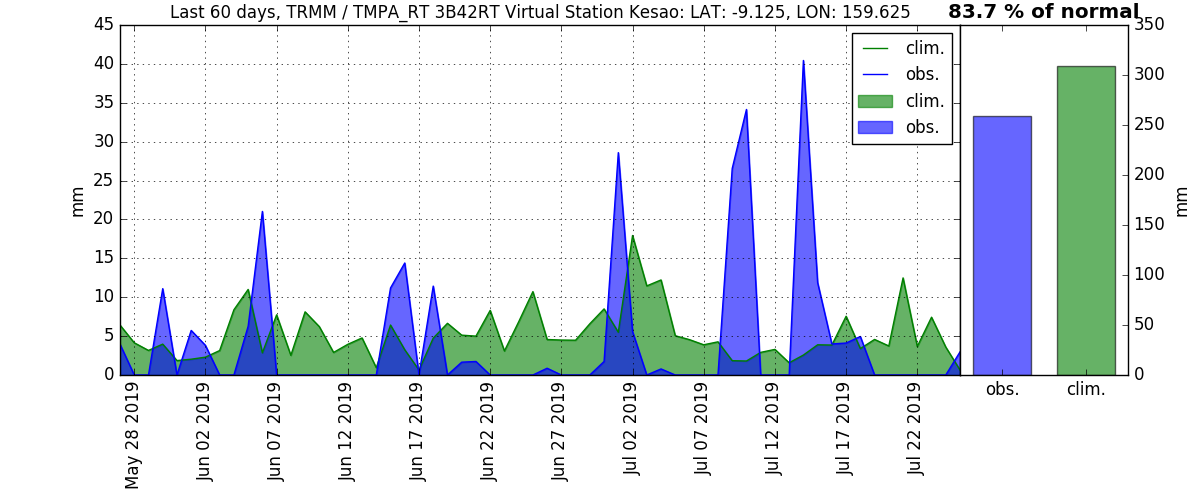 Last 60 days, TRMM / TMPA_RT 3B42RT Virtual Station Kesao: LAT: -9.125, LON: 159.625
83.7 % of normal
45
40
35
30
25
20
15
10
5
0
mm
clim.
obs.
clim.
obs.
May 28 2019
Jun 02 2019
Jun 07 2019
Jun 12 2019
Jun 17 2019
Jun 22 2019
Jun 27 2019
Jul 02 2019
Jul 07 2019
Jul 12 2019
Jul 17 2019
Jul 22 2019
350
300
250
200
150
100
50
0
mm
obs.
clim.